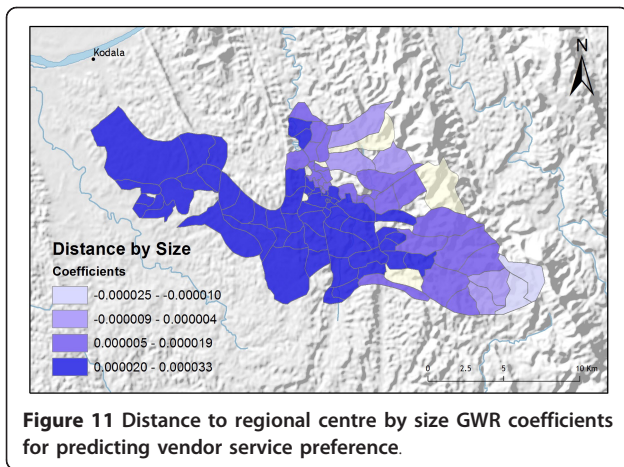 Kodala
N
Distance by Size
Coefficients
-0.000025 - -0.000010
-0.000009 - 0.000004
0.000005 - 0.000019
0.000020 - 0.000033
0 2.5 5 10 Km
Figure 11 Distance to regional centre by size GWR coefficients
for predicting vendor service preference.